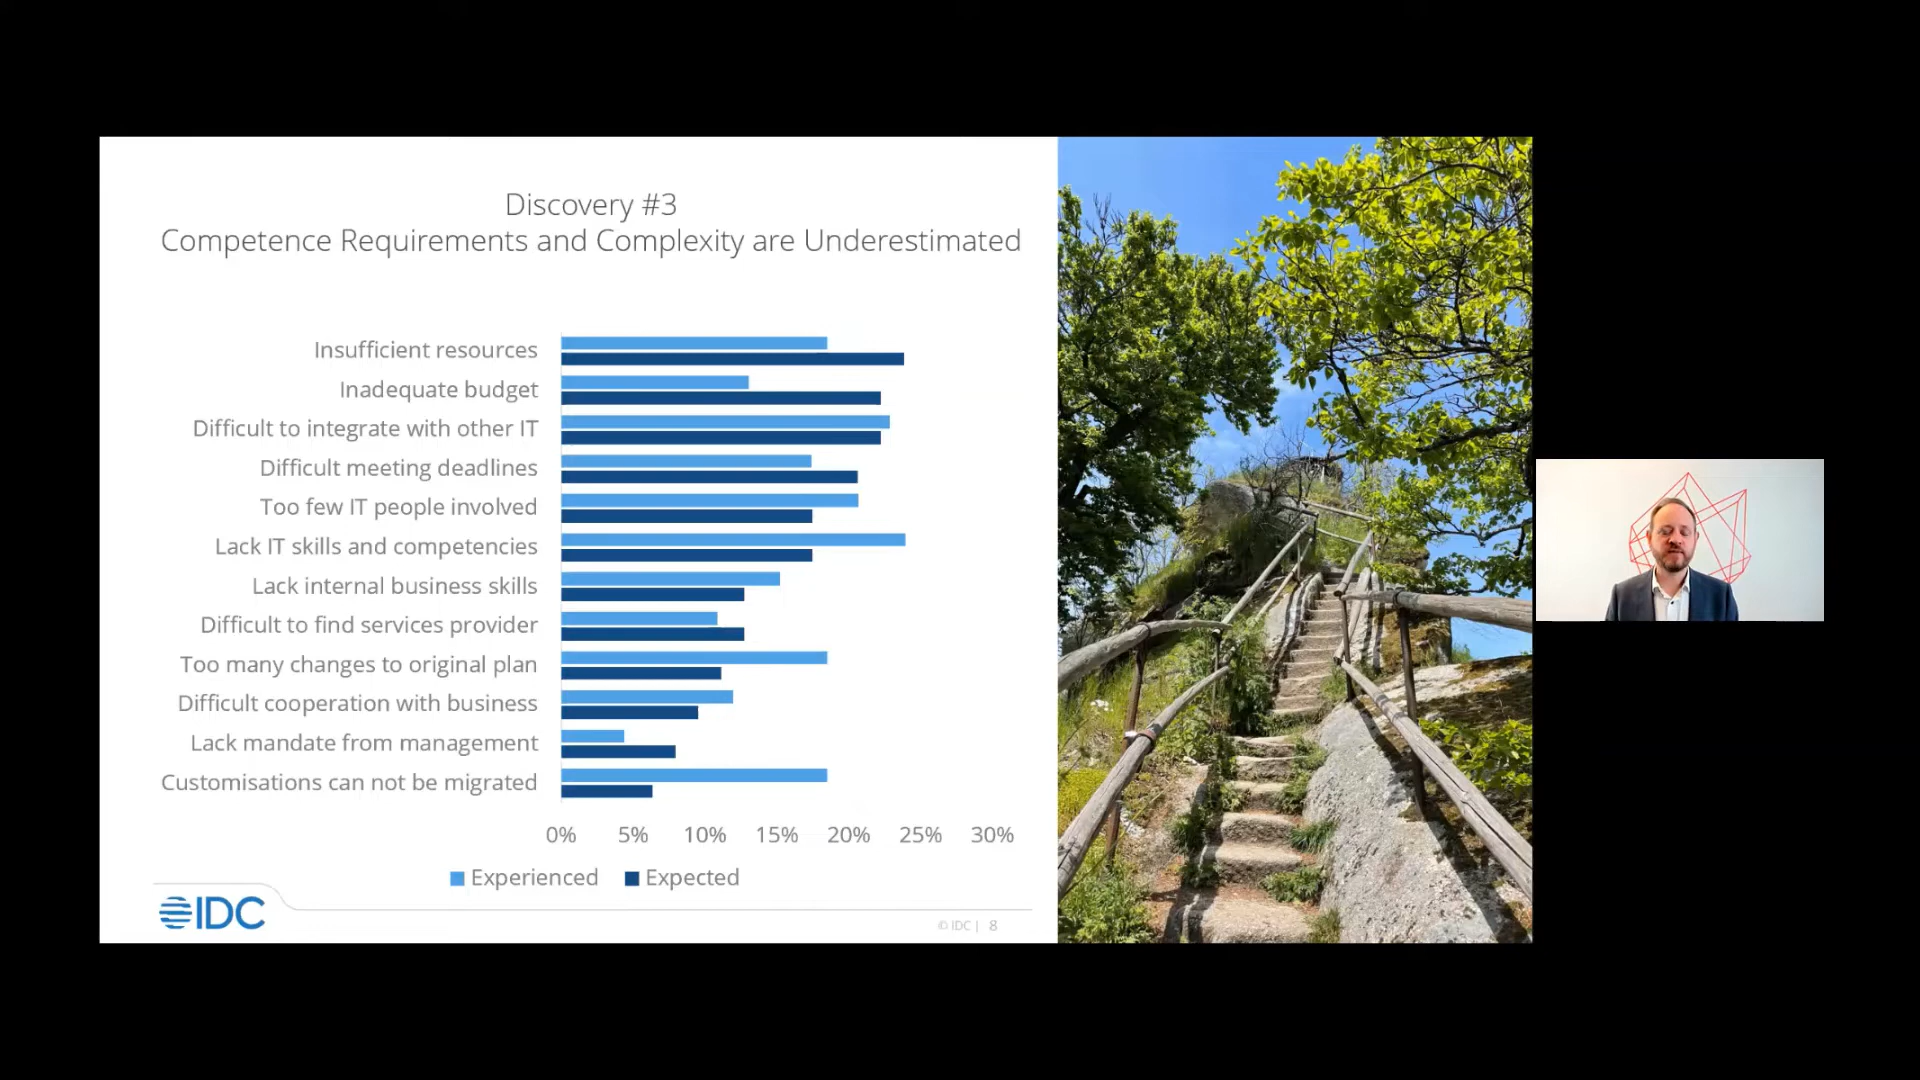 Discovery #3
Competence Requirements and Complexity are Underestimated
Insufficient resources
Inadequate budget
Difficult to integrate with other IT
Difficult meeting deadlines
Too few IT people involved
Lack IT skills and competencies
Lack internal business skills
Difficult to find services provider
Too many changes to original plan
Difficult cooperation with business
Lack mandate from management
Customisations can not be migrated
0% 5% 10% 15% 20% 25% 30%
Experienced Expected
IDC
© IDC | 8